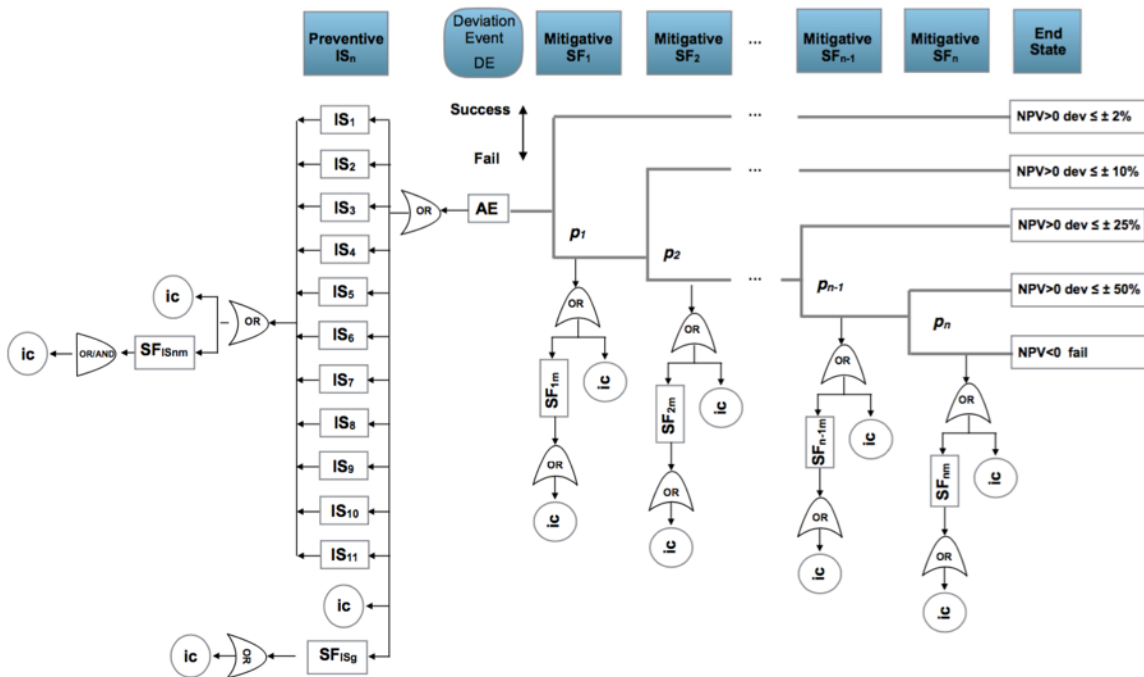 Preventive
ISn
Deviation
Event
DE
Mitigative
SF1
Mitigative
SF2
...
Mitigative
SFn-1
Mitigative
SFn
End
State
Success
Fail
IS1
IS2
IS3
IS4
IS5
IS6
IS7
IS8
IS9
IS10
IS11
ic
SFISg
OR
ic
OR
ic
SFISnm
OR/AND
ic
OR
AE
...
...
...
p1
p2
pn-1
pn
NPV>0 dev ≤ ± 2%
NPV>0 dev ≤ ± 10%
NPV>0 dev ≤ ± 25%
NPV>0 dev ≤ ± 50%
NPV<0 fail
OR
SF1m
ic
OR
ic
OR
SF2m
ic
OR
ic
OR
SFn-1m
ic
OR
ic
OR
SFnm
ic
OR
ic